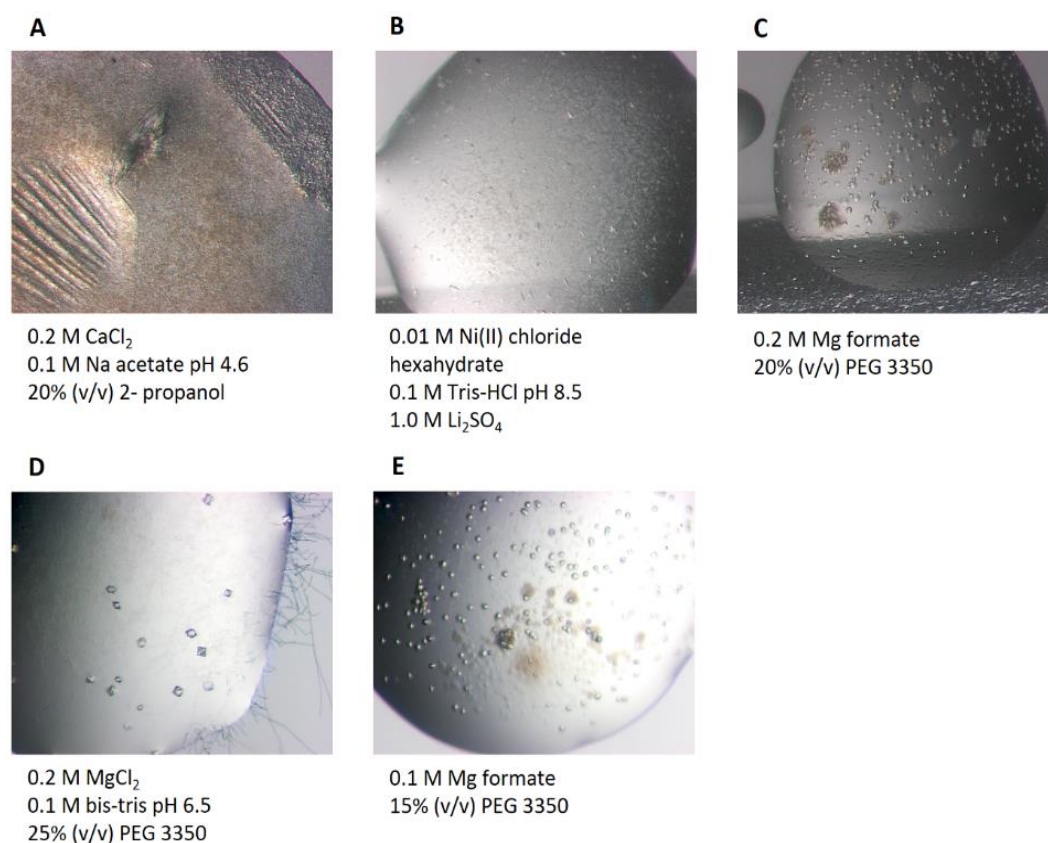 A
B
C
0.2 M CaCl₂
0.1 M Na acetate pH 4.6
20% (v/v) 2- propanol
0.01 M Ni(II) chloride
hexahydrate
0.1 M Tris-HCl pH 8.5
1.0 M Li₂SO₄
0.2 M Mg formate
20% (v/v) PEG 3350
D
E
0.2 M MgCl₂
0.1 M bis-tris pH 6.5
25% (v/v) PEG 3350
0.1 M Mg formate
15% (v/v) PEG 3350